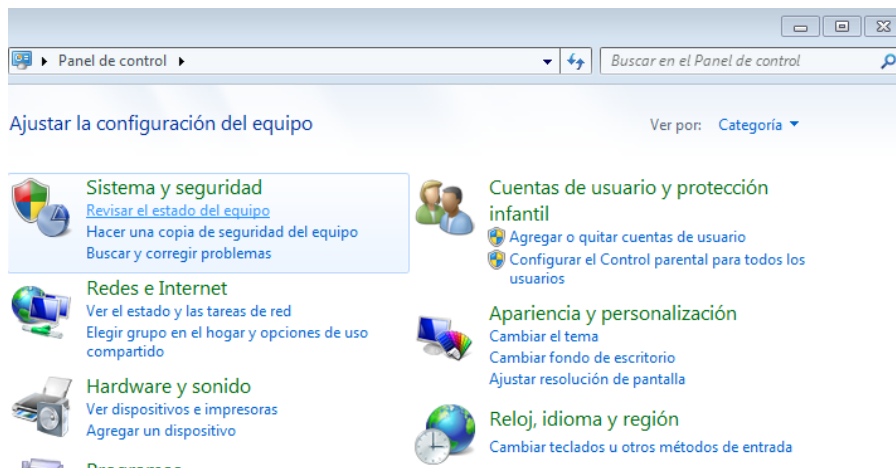 Panel de control
Buscar en el Panel de control
Ajustar la configuración del equipo
Ver por: Categoría
Sistema y seguridad
Revisar el estado del equipo
Hacer una copia de seguridad del equipo
Buscar y corregir problemas
Redes e Internet
Ver el estado y las tareas de red
Elegir grupo en el hogar y opciones de uso
compartido
Hardware y sonido
Ver dispositivos e impresoras
Agregar un dispositivo
Programas
Cuentas de usuario y protección
infantil
Agregar o quitar cuentas de usuario
Configurar el Control parental para todos los
usuarios
Apariencia y personalización
Cambiar el tema
Cambiar fondo de escritorio
Ajustar resolución de pantalla
Reloj, idioma y región
Cambiar teclados u otros métodos de entrada